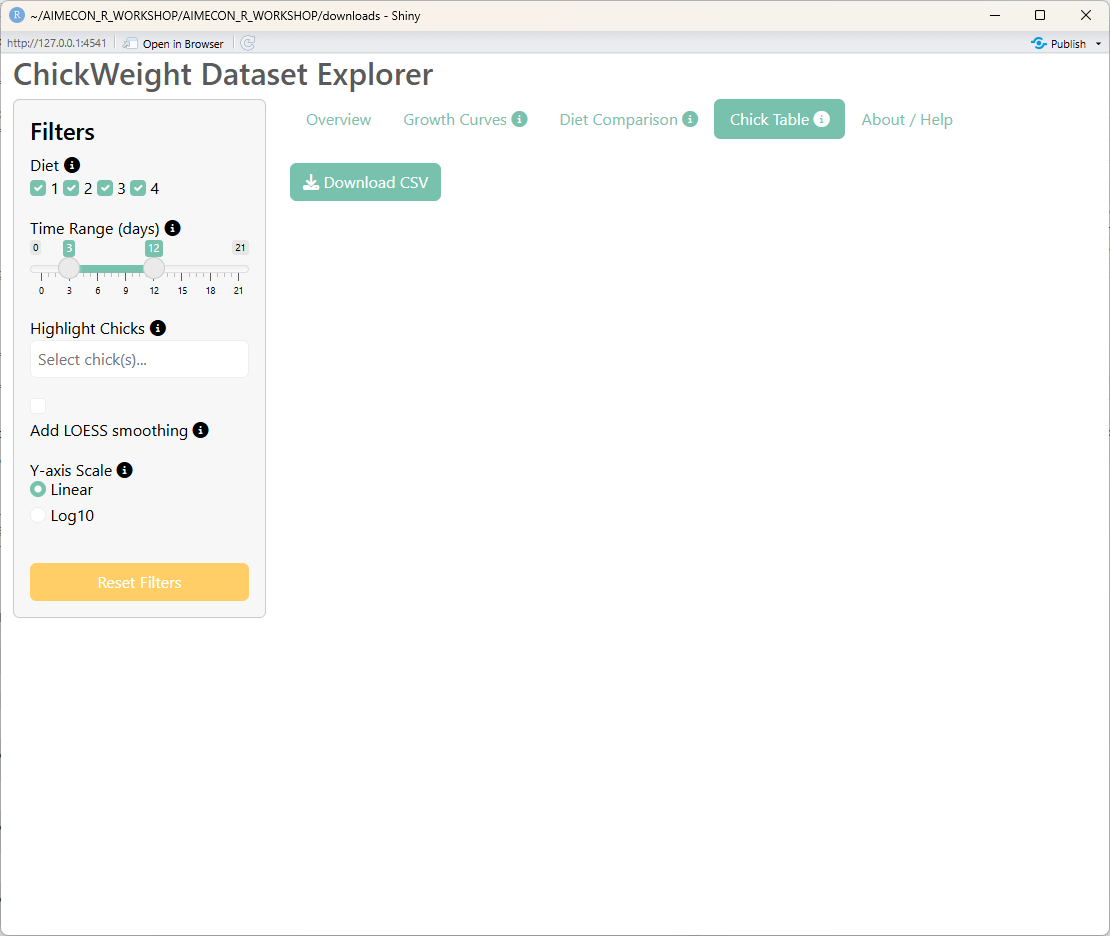 R ~/AIMECON_R_WORKSHOP/AIMECON_R_WORKSHOP/downloads - Shiny
http://127.0.0.1:4541 Open in Browser Publish
ChickWeight Dataset Explorer
Overview Growth Curves i Diet Comparison i Chick Table i About / Help
Filters
Diet i
1 2 3 4
Time Range (days) i
0 3 12 21
0 3 6 9 12 15 18 21
Highlight Chicks i
Select chick(s)...
Add LOESS smoothing i
Y-axis Scale i
Linear
Log10
Reset Filters
Download CSV